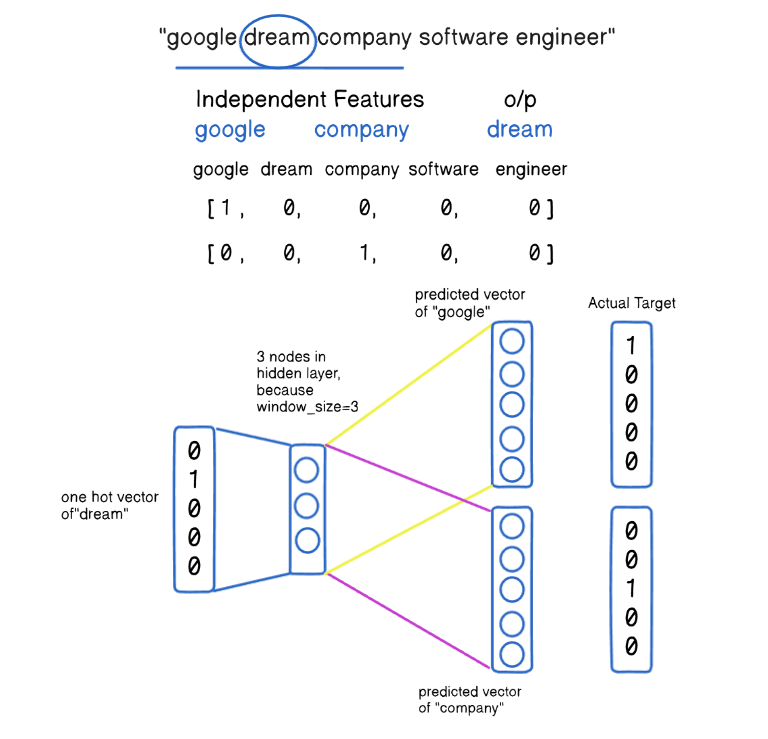 "google dream company software engineer"
Independent Features o/p
google company dream
google dream company software engineer
[1, 0, 0, 0, 0]
[0, 0, 1, 0, 0]
predicted vector
of "google"
Actual Target
3 nodes in
hidden layer,
because
window_size=3
1
0
0
0
0
one hot vector
of"dream"
0
1
0
0
0
0
0
1
0
0
predicted vector
of "company"